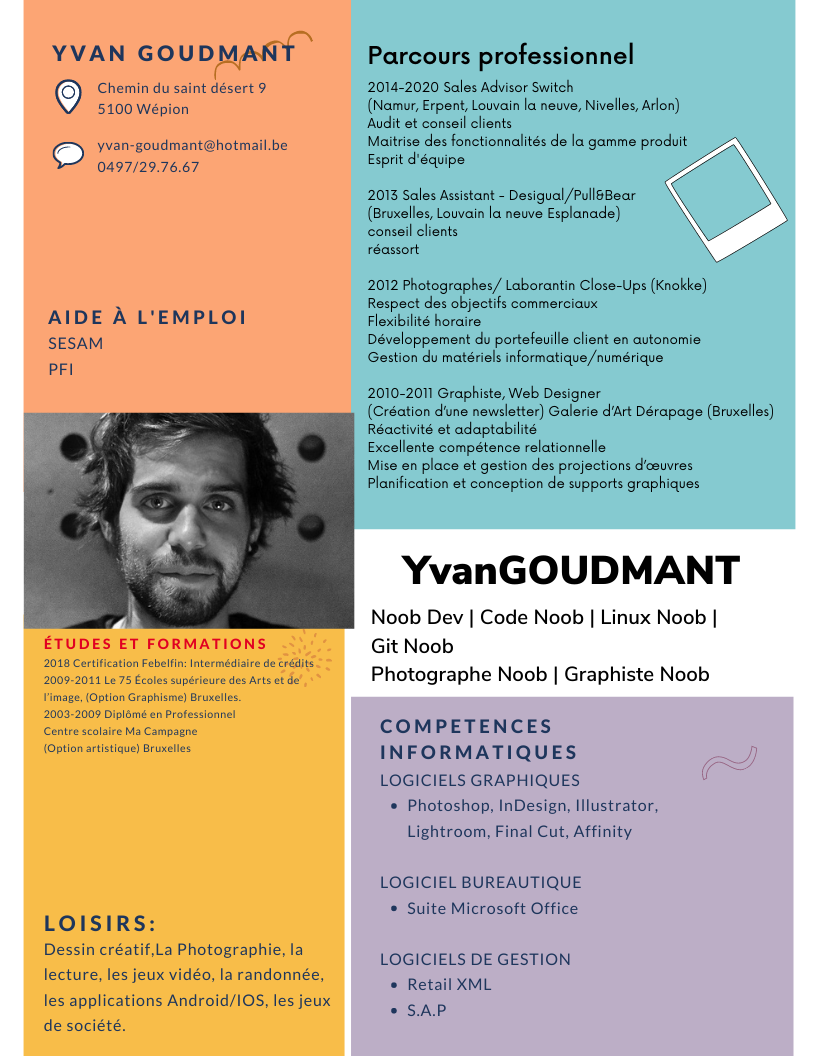 YVAN GOUDMANT
Chemin du saint désert 9
5100 Wépion
yvan-goudmant@hotmail.be
0497/29.76.67
AIDE À L'EMPLOI
SESAM
PFI
ÉTUDES ET FORMATIONS
2018 Certification Febelfin: Intermédiaire de crédits
2009-2011 Le 75 Écoles supérieure des Arts et de
l'image, (Option Graphisme) Bruxelles.
2003-2009 Diplômé en Professionnel
Centre scolaire Ma Campagne
(Option artistique) Bruxelles
LOISIRS:
Dessin créatif,La Photographie, la
lecture, les jeux vidéo, la randonnée,
les applications Android/IOS, les jeux
de société.
Parcours professionnel
2014-2020 Sales Advisor Switch
(Namur, Erpent, Louvain la neuve, Nivelles, Arlon)
Audit et conseil clients
Maitrise des fonctionnalités de la gamme produit
Esprit d'équipe
2013 Sales Assistant - Desigual/Pull&Bear
(Bruxelles, Louvain la neuve Esplanade)
conseil clients
réassort
2012 Photographes/ Laborantin Close-Ups (Knokke)
Respect des objectifs commerciaux
Flexibilité horaire
Développement du portefeuille client en autonomie
Gestion du matériels informatique/numérique
2010-2011 Graphiste, Web Designer
(Création d'une newsletter) Galerie d'Art Dérapage (Bruxelles)
Réactivité et adaptabilité
Excellente compétence relationnelle
Mise en place et gestion des projections d'œuvres
Planification et conception de supports graphiques
YvanGOUDMANT
Noob Dev | Code Noob | Linux Noob |
Git Noob
Photographe Noob | Graphiste Noob
COMPETENCES
INFORMATIQUES
LOGICIELS GRAPHIQUES
• Photoshop, InDesign, Illustrator,
Lightroom, Final Cut, Affinity
LOGICIEL BUREAUTIQUE
• Suite Microsoft Office
LOGICIELS DE GESTION
• Retail XML
• S.A.P